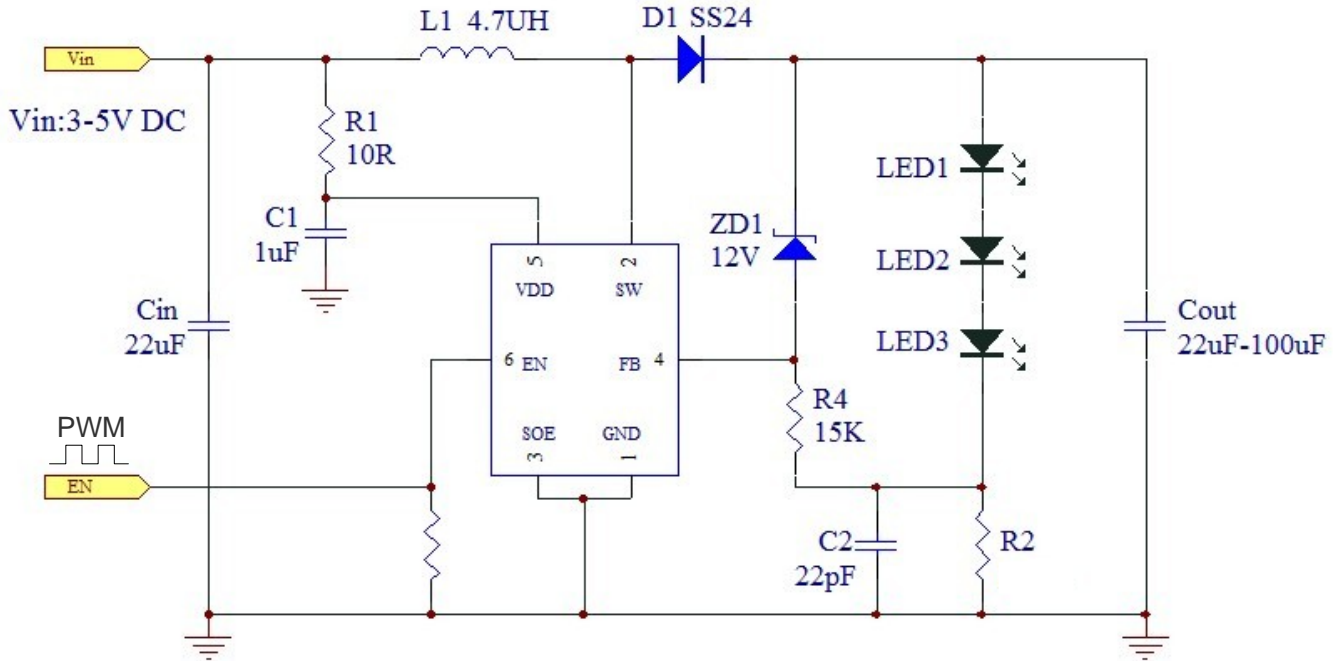 L1 4.7UH
D1 SS24
Vin
Vin:3-5V DC
R1
10R
LED1
C1
1uF
ZD1
12V
5
2
VDD
SW
LED2
Cin
22uF
Cout
22uF-100uF
LED3
6
EN
FB
4
R4
15K
PWM
SOE
GND
3
1
EN
C2
22pF
R2